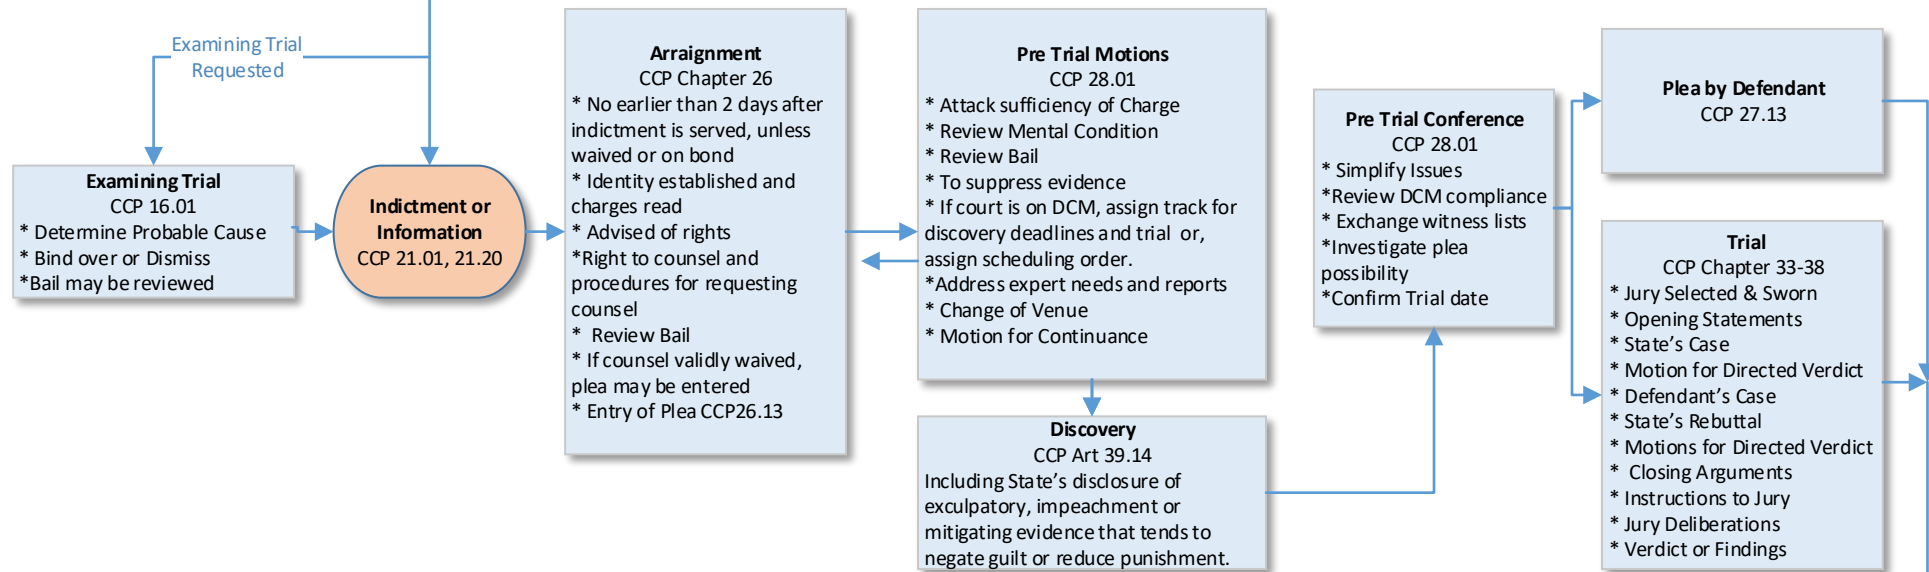 Examining Trial
Requested
Examining Trial
CCP 16.01
* Determine Probable Cause
* Bind over or Dismiss
*Bail may be reviewed
Indictment or
Information
CCP 21.01, 21.20
Arraignment
CCP Chapter 26
* No earlier than 2 days after
indictment is served, unless
waived or on bond
* Identity established and
charges read
* Advised of rights
*Right to counsel and
procedures for requesting
counsel
* Review Bail
* If counsel validly waived,
plea may be entered
* Entry of Plea CCP26.13
Pre Trial Motions
CCP 28.01
* Attack sufficiency of Charge
* Review Mental Condition
* Review Bail
* To suppress evidence
* If court is on DCM, assign track for
discovery deadlines and trial or,
assign scheduling order.
*Address expert needs and reports
* Change of Venue
* Motion for Continuance
Discovery
CCP Art 39.14
Including State's disclosure of
exculpatory, impeachment or
mitigating evidence that tends to
negate guilt or reduce punishment.
Pre Trial Conference
CCP 28.01
* Simplify Issues
*Review DCM compliance
* Exchange witness lists
*Investigate plea
possibility
*Confirm Trial date
Plea by Defendant
CCP 27.13
Trial
CCP Chapter 33-38
* Jury Selected & Sworn
* Opening Statements
* State's Case
* Motion for Directed Verdict
* Defendant's Case
* State's Rebuttal
* Motions for Directed Verdict
* Closing Arguments
* Instructions to Jury
* Jury Deliberations
* Verdict or Findings